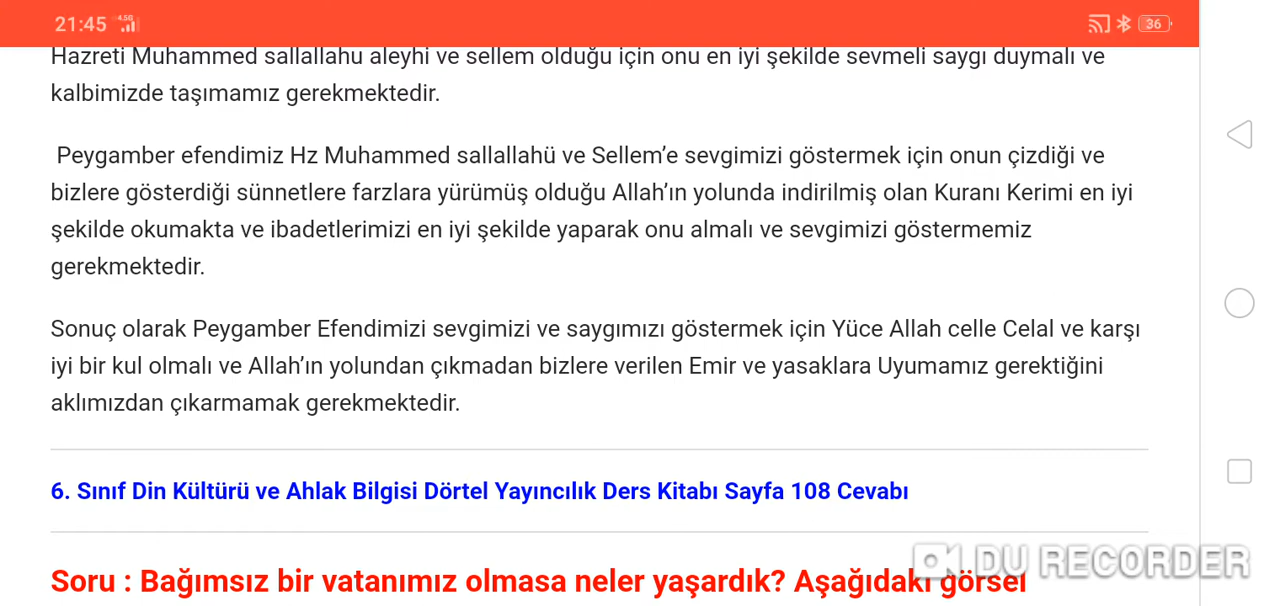 21:45 4.5G 36
Hazreti Muhammed sallallahu aleyhi ve sellem olduğu için onu en iyi şekilde sevmeli saygı duymalı ve
kalbimizde taşımamız gerekmektedir.
Peygamber efendimiz Hz Muhammed sallallahü ve Sellem’e sevgimizi göstermek için onun çizdiği ve
bizlere gösterdiği sünnetlere farzlara yürümüş olduğu Allah’ın yolunda indirilmiş olan Kuranı Kerimi en iyi
şekilde okumakta ve ibadetlerimizi en iyi şekilde yaparak onu almalı ve sevgimizi göstermemiz
gerekmektedir.
Sonuç olarak Peygamber Efendimizi sevgimizi ve saygımızı göstermek için Yüce Allah celle Celal ve karşı
iyi bir kul olmalı ve Allah’ın yolundan çıkmadan bizlere verilen Emir ve yasaklara Uyumamız gerektiğini
aklımızdan çıkarmamak gerekmektedir.
6. Sınıf Din Kültürü ve Ahlak Bilgisi Dörtel Yayıncılık Ders Kitabı Sayfa 108 Cevabı
DU RECORDER
Soru : Bağımsız bir vatanımız olmasa neler yaşardık? Aşağıdaki görsel